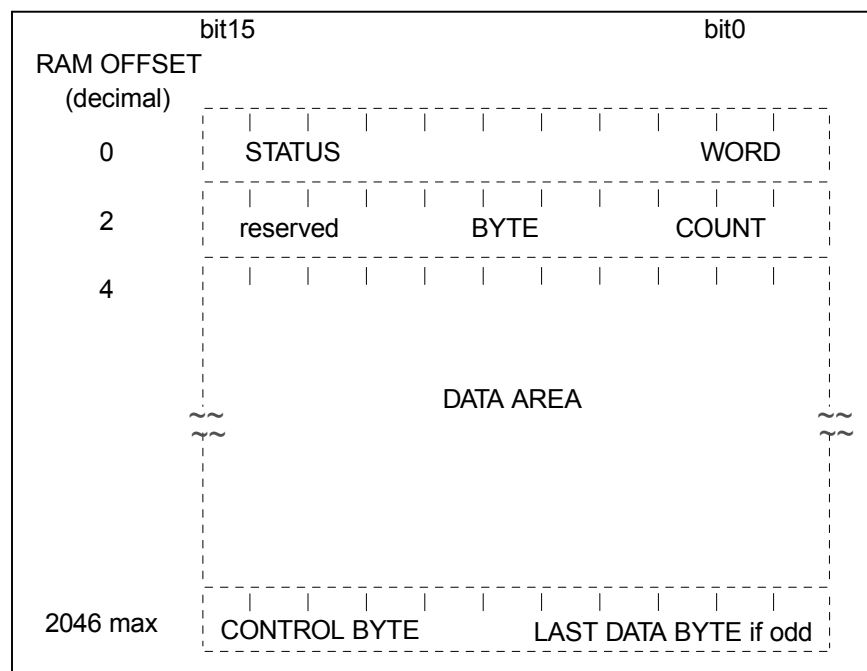 bit15 bit0
RAM OFFSET
(decimal)
0 STATUS WORD
2 reserved BYTE COUNT
4
DATA AREA
2046 max CONTROL BYTE LAST DATA BYTE if odd